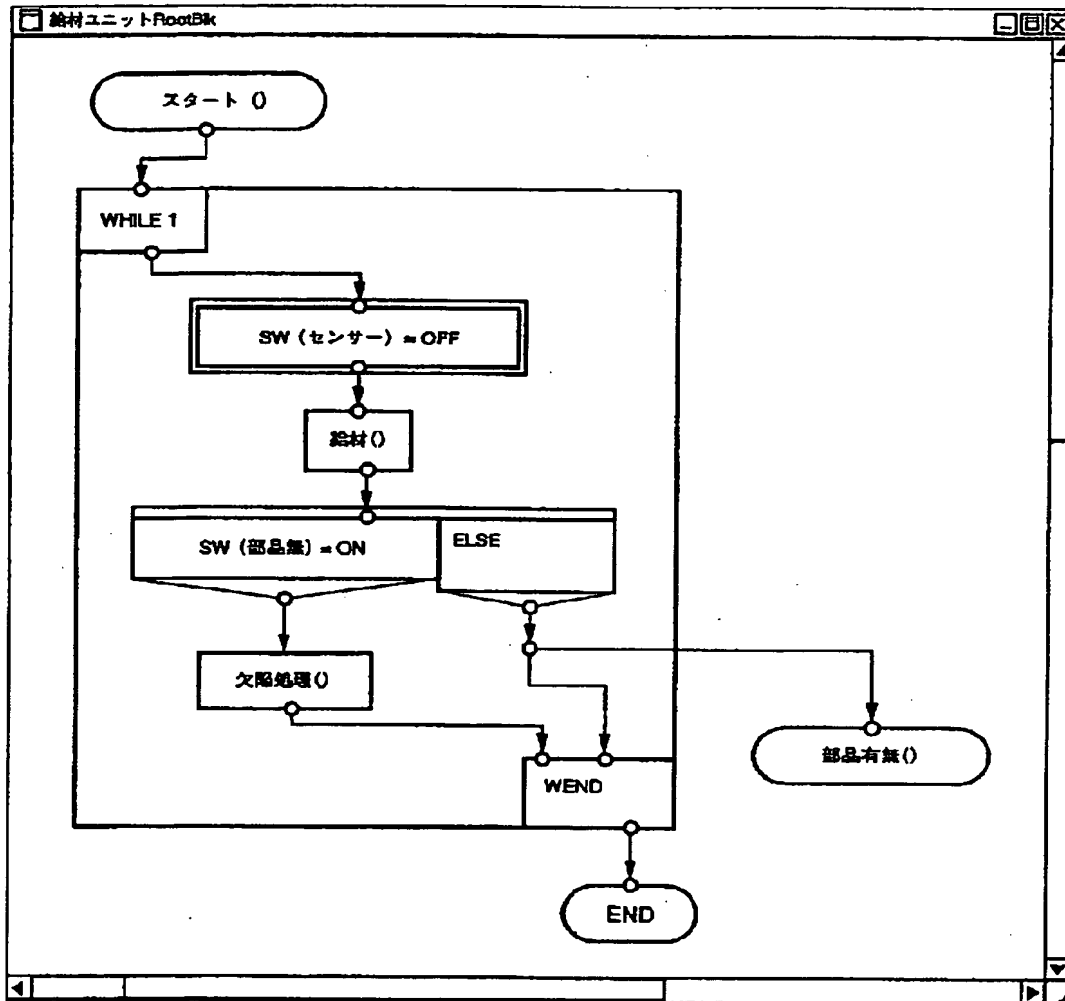 給材ユニットRootBlk
スタート ()
WHILE 1
SW (センサー) = OFF
給材()
SW (部品無) = ON
ELSE
欠陥処理()
部品有無()
WEND
END